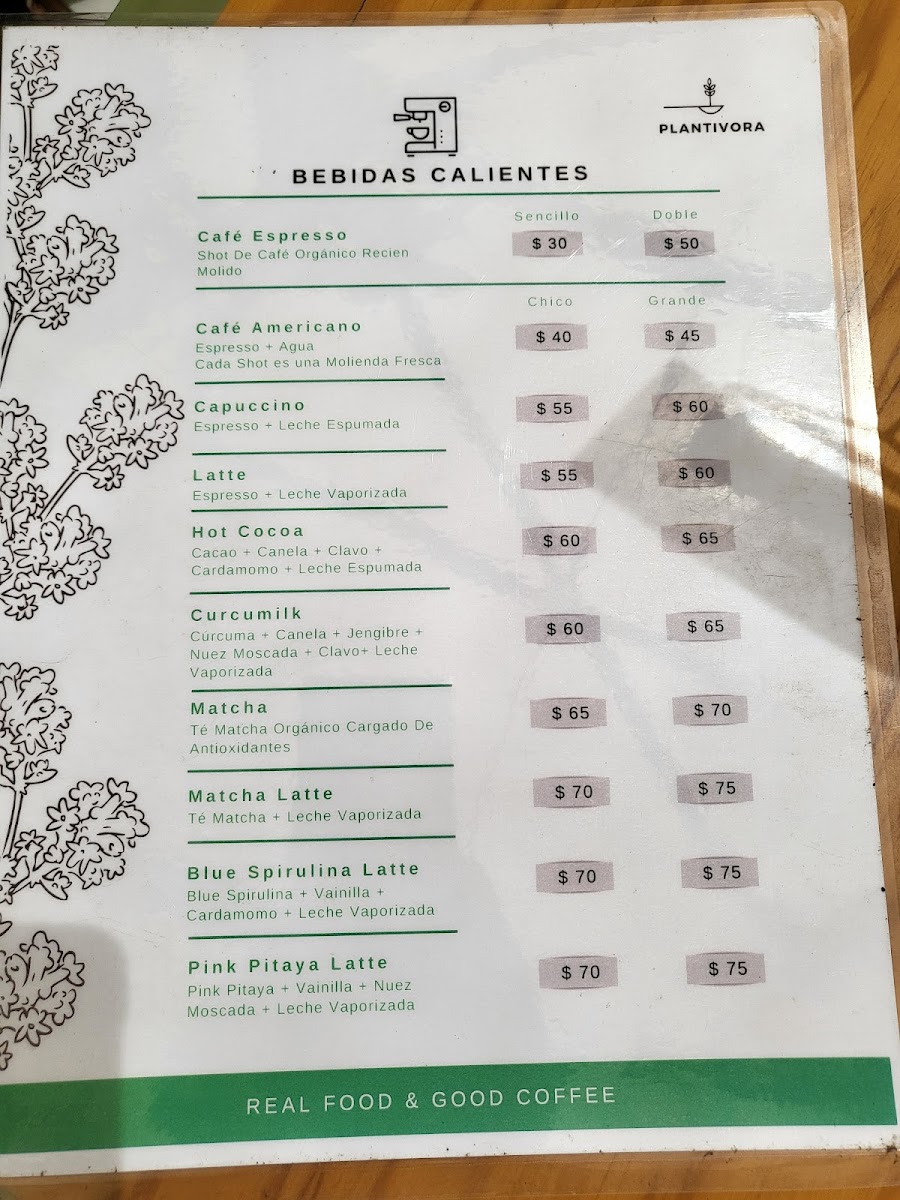 PLANTIVORA
BEBIDAS CALIENTES
Sencillo Doble
Café Espresso $ 30 $ 50
Shot De Café Orgánico Recien
Molido
Chico Grande
Café Americano $ 40 $ 45
Espresso + Agua
Cada Shot es una Molienda Fresca
Capuccino $ 55 $ 60
Espresso + Leche Espumada
Latte $ 55 $ 60
Espresso + Leche Vaporizada
Hot Cocoa $ 60 $ 65
Cacao + Canela + Clavo +
Cardamomo + Leche Espumada
Curcumilk $ 60 $ 65
Cúrcuma + Canela + Jengibre +
Nuez Moscada + Clavo+ Leche
Vaporizada
Matcha $ 65 $ 70
Té Matcha Orgánico Cargado De
Antioxidantes
Matcha Latte $ 70 $ 75
Té Matcha + Leche Vaporizada
Blue Spirulina Latte $ 70 $ 75
Blue Spirulina + Vainilla +
Cardamomo + Leche Vaporizada
Pink Pitaya Latte $ 70 $ 75
Pink Pitaya + Vainilla + Nuez
Moscada + Leche Vaporizada
REAL FOOD & GOOD COFFEE